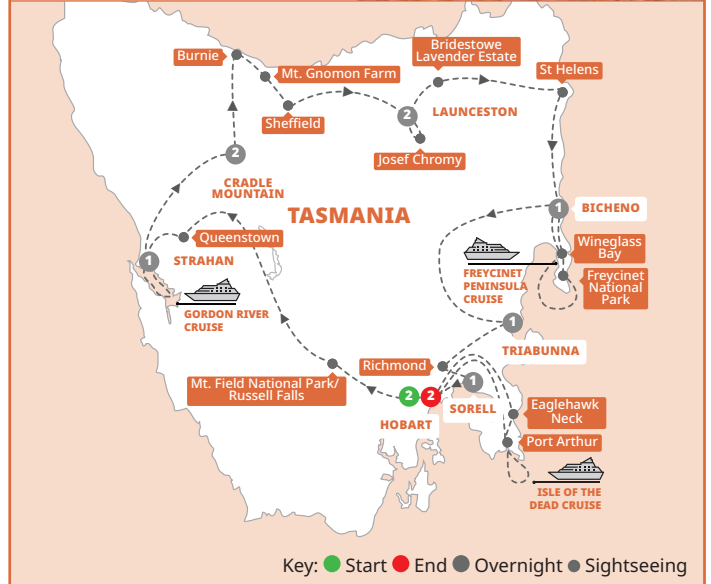 Burnie
Mt. Gnomon Farm
Sheffield
Bridestowe
Lavender Estate
St Helens
2
LAUNCESTON
Josef Chromy
2
CRADLE
MOUNTAIN
TASMANIA
1
BICHENO
Queenstown
1
STRAHAN
GORDON RIVER
CRUISE
Wineglass
Bay
FREYCINET
PENINSULA
CRUISE
Freycinet
National
Park
1
TRIABUNNA
Mt. Field National Park/
Russell Falls
Richmond
1
SORELL
2
2
HOBART
Eaglehawk
Neck
Port Arthur
ISLE OF THE
DEAD CRUISE
Key: Start End Overnight Sightseeing